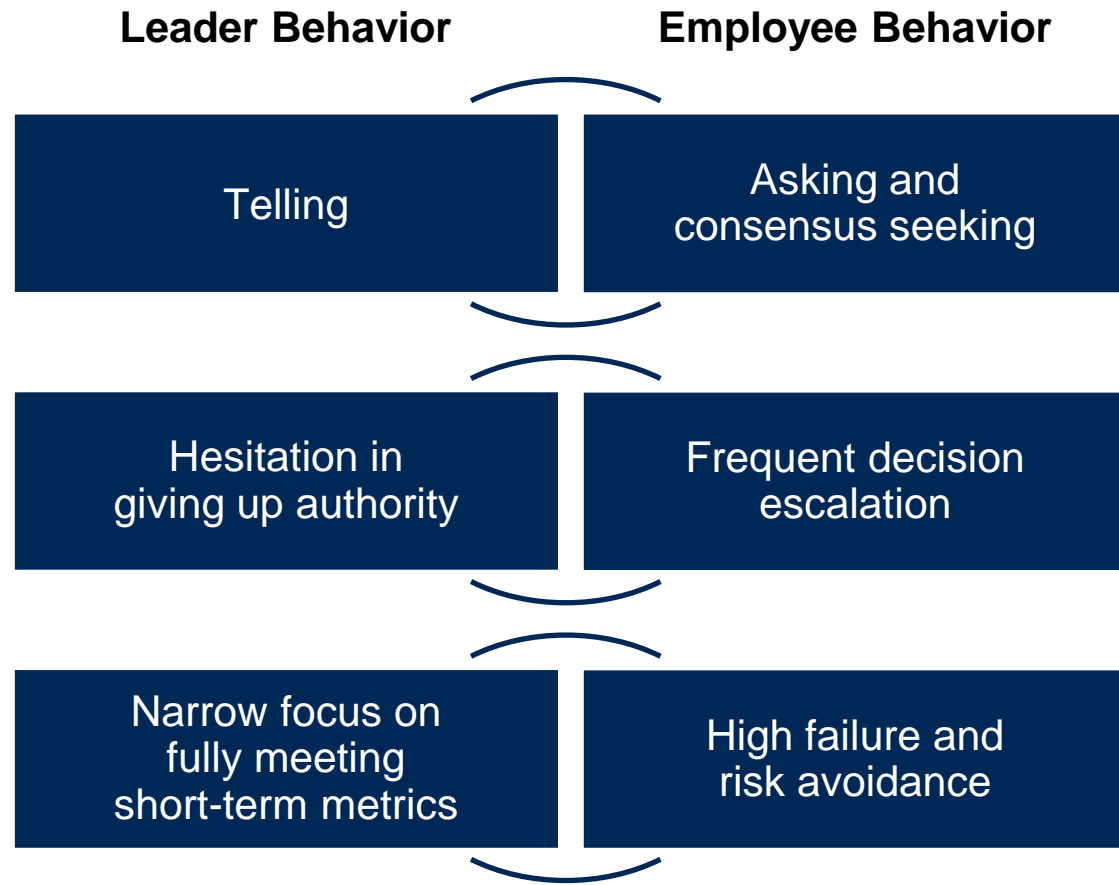 Leader Behavior
Employee Behavior
Telling
Asking and
consensus seeking
Hesitation in
giving up authority
Frequent decision
escalation
Narrow focus on
fully meeting
short-term metrics
High failure and
risk avoidance